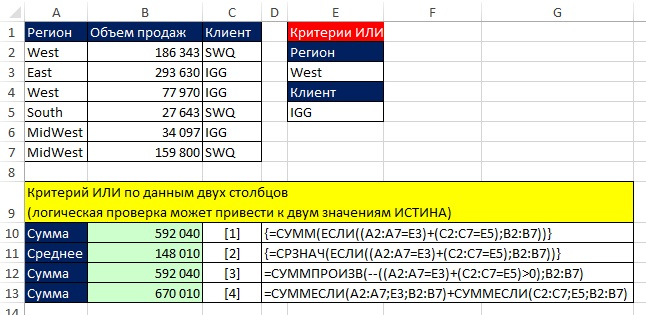 A B C D E F G
1 Регион Объем продаж Клиент Критерии ИЛИ
2 West 186 343 SWQ Регион
3 East 293 630 IGG West
4 West 77 970 IGG Клиент
5 South 27 643 SWQ IGG
6 MidWest 34 097 IGG
7 MidWest 159 800 SWQ
8
Критерий ИЛИ по данным двух столбцов
9 (логическая проверка может привести к двум значениям ИСТИНА)
10 Сумма 592 040 [1] {=СУММ(ЕСЛИ((A2:A7=E3)+(C2:C7=E5);B2:B7))}
11 Среднее 148 010 [2] {=СРЗНАЧ(ЕСЛИ((A2:A7=E3)+(C2:C7=E5);B2:B7))}
12 Сумма 592 040 [3] =СУММПРОИЗВ(--((A2:A7=E3)+(C2:C7=E5)>0);B2:B7)
13 Сумма 670 010 [4] =СУММЕСЛИ(A2:A7;E3;B2:B7)+СУММЕСЛИ(C2:C7;E5;B2:B7)
14